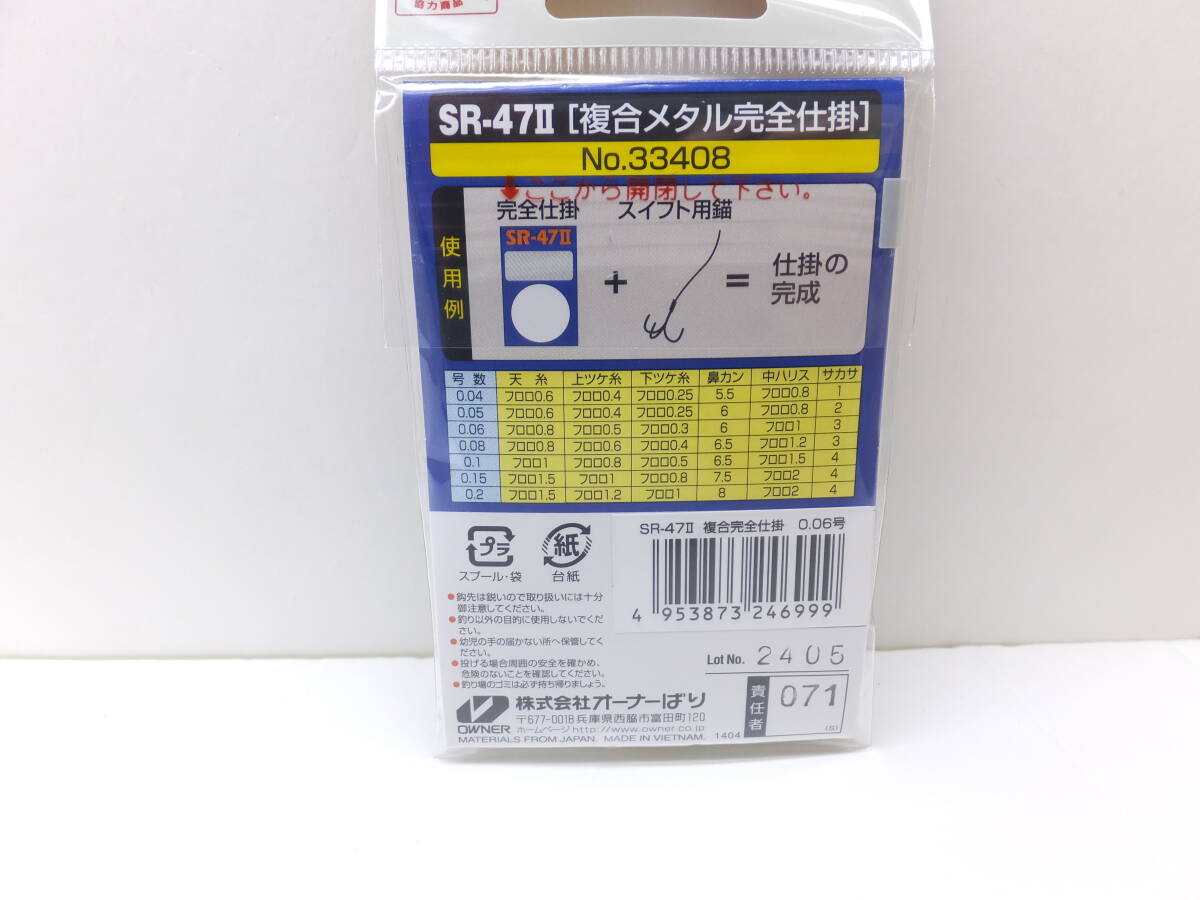 協力商品
SR-47Ⅱ [複合メタル完全仕掛]
No.33408
ここから開閉して下さい。
使用例
完全仕掛 スイフト用錨
SR-47Ⅱ
+ = 仕掛の
完成
号数 天糸 上ツケ糸 下ツケ糸 鼻カン 中ハリス サカサ
0.04 フロロ0.6 フロロ0.4 フロロ0.25 5.5 フロロ0.8 1
0.05 フロロ0.6 フロロ0.4 フロロ0.25 6 フロロ0.8 2
0.06 フロロ0.8 フロロ0.5 フロロ0.3 6 フロロ1 3
0.08 フロロ0.8 フロロ0.6 フロロ0.4 6.5 フロロ1.2 3
0.1 フロロ1 フロロ0.8 フロロ0.5 6.5 フロロ1.5 4
0.15 フロロ1.5 フロロ1 フロロ0.8 7.5 フロロ2 4
0.2 フロロ1.5 フロロ1.2 フロロ1 8 フロロ2 4
プラ 紙
スプール・袋 台紙
SR-47Ⅱ 複合完全仕掛 0.06号
4 953873 246999
●鈎先は鋭いので取り扱いには十分
御注意してください。
●釣り以外の目的に使用しないでくだ
さい。
●幼児の手の届かない所へ保管してく
ださい。
●投げる場合周囲の安全を確かめ、
危険のないことを確認してください。
●釣り場のゴミは必ず持ち帰りましょう。
Lot No. 2405
責任者 071
(S)
OWNER
株式会社オーナーばり
〒677-0018 兵庫県西脇市富田町120
ホームページ http://www.owner.co.jp
MATERIALS FROM JAPAN. MADE IN VIETNAM. 1404